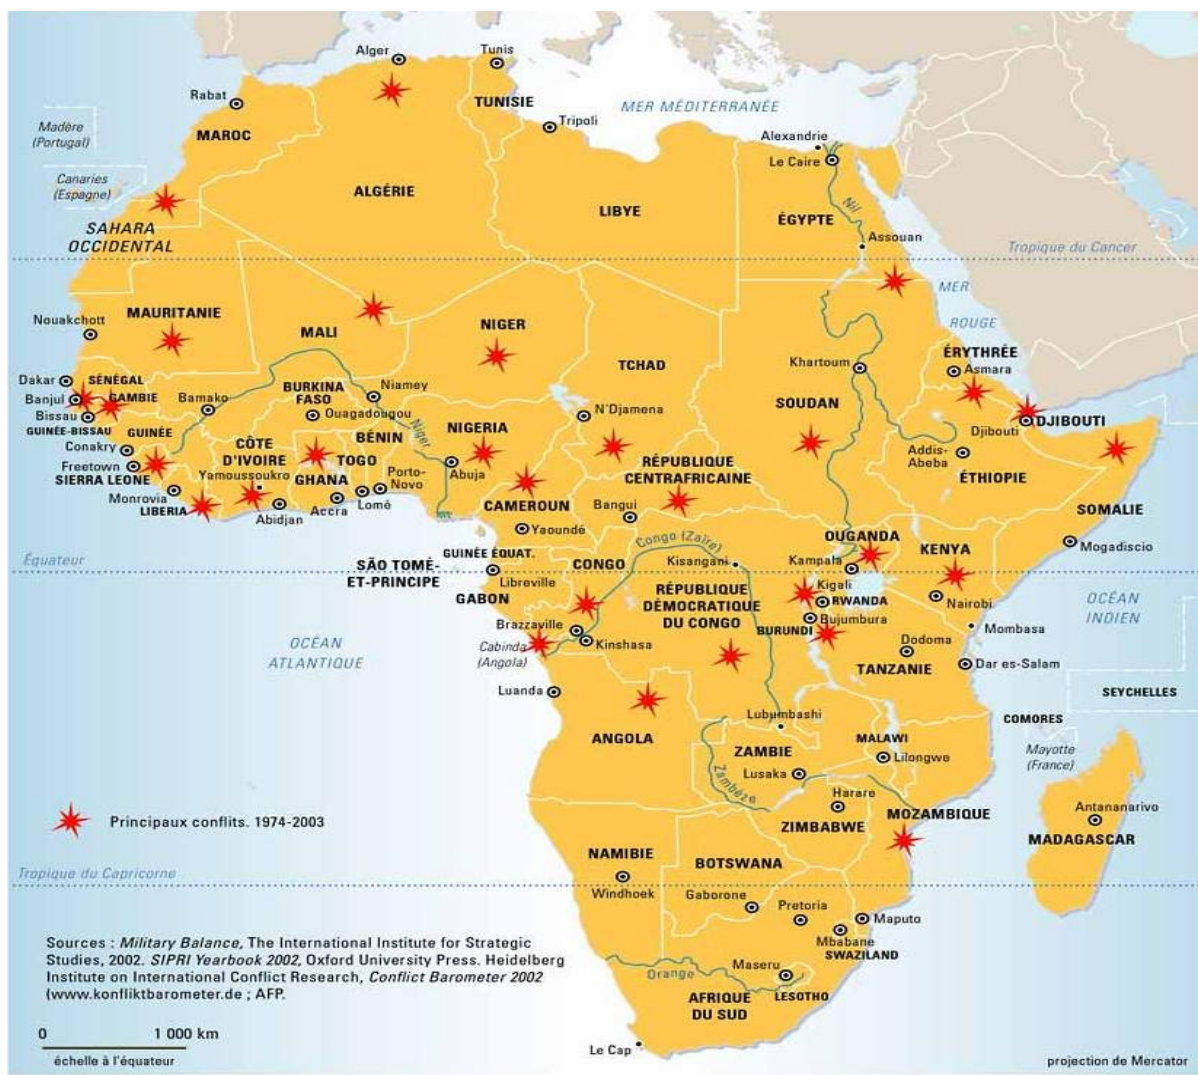 Alger
Tunis
Rabat
TUNISIE
MER MÉDITERRANÉE
Madère
(Portugal)
MAROC
Tripoli
Alexandrie
Le Caire
Canaries
(Espagne)
ALGÉRIE
LIBYE
ÉGYPTE
Nil
SAHARA
OCCIDENTAL
Assouan
Tropique du Cancer
MER
ROUGE
MAURITANIE
Nouakchott
MALI
NIGER
TCHAD
Khartoum
ÉRYTHRÉE
Asmara
Dakar
SÉNÉGAL
Banjul
GAMBIE
Bissau
GUINÉE-BISSAU
Bamako
BURKINA
FASO
Niamey
Ouagadougou
N'Djamena
SOUDAN
Djibouti
DJIBOUTI
GUINÉE
Conakry
Freetown
SIERRA LEONE
CÔTE
D'IVOIRE
Yamoussoukro
BÉNIN
TOGO
GHANA
Niger
NIGERIA
Abuja
Porto-
Novo
Addis-
Abeba
ÉTHIOPIE
RÉPUBLIQUE
CENTRAFRICAINE
Monrovia
LIBERIA
Abidjan
Accra
Lomé
CAMEROUN
Yaoundé
Bangui
SOMALIE
Mogadiscio
Équateur
GUINÉE ÉQUAT.
SÃO TOMÉ-
ET-PRINCIPE
Libreville
GABON
CONGO
Congo (Zaïre)
Kisangani
OUGANDA
Kampala
KENYA
Kigali
RWANDA
Nairobi
RÉPUBLIQUE
DÉMOCRATIQUE
DU CONGO
BURUNDI
Bujumbura
Mombasa
OCÉAN
INDIEN
OCÉAN
ATLANTIQUE
Brazzaville
Cabinda
(Angola)
Kinshasa
Dodoma
TANZANIE
Dar es-Salam
Luanda
SEYCHELLES
Lubumbashi
ANGOLA
ZAMBIE
MALAWI
Lilongwe
COMORES
Mayotte
(France)
Zambèze
Lusaka
Harare
ZIMBABWE
MOZAMBIQUE
Antananarivo
MADAGASCAR
Principaux conflits. 1974-2003
NAMIBIE
Windhoek
BOTSWANA
Gaborone
Tropique du Capricorne
Pretoria
Maputo
Mbabane
SWAZILAND
Sources : Military Balance, The International Institute for Strategic
Studies, 2002. SIPRI Yearbook 2002, Oxford University Press. Heidelberg
Institute on International Conflict Research, Conflict Barometer 2002
(www.konfliktbarometer.de ; AFP.
Orange
Maseru
LESOTHO
AFRIQUE
DU SUD
Le Cap
0 1 000 km
échelle à l'équateur
projection de Mercator